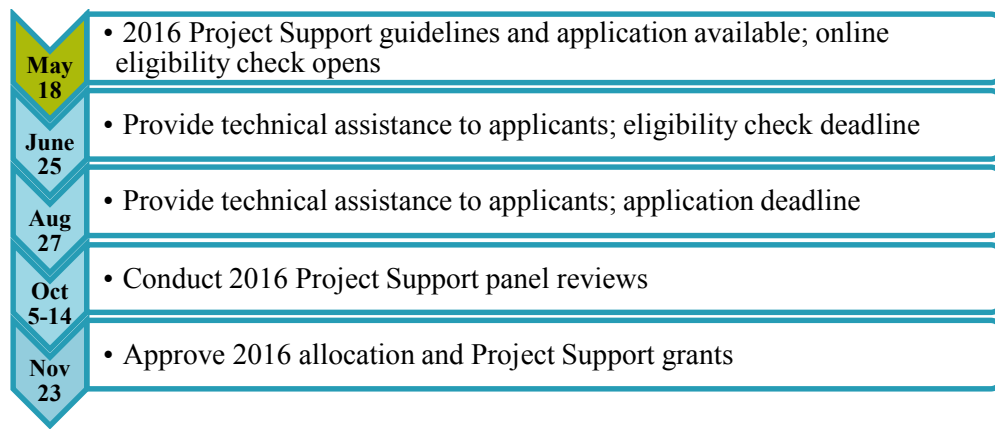 May
18
• 2016 Project Support guidelines and application available; online
eligibility check opens
June
25
• Provide technical assistance to applicants; eligibility check deadline
Aug
27
• Provide technical assistance to applicants; application deadline
Oct
5-14
• Conduct 2016 Project Support panel reviews
Nov
23
• Approve 2016 allocation and Project Support grants